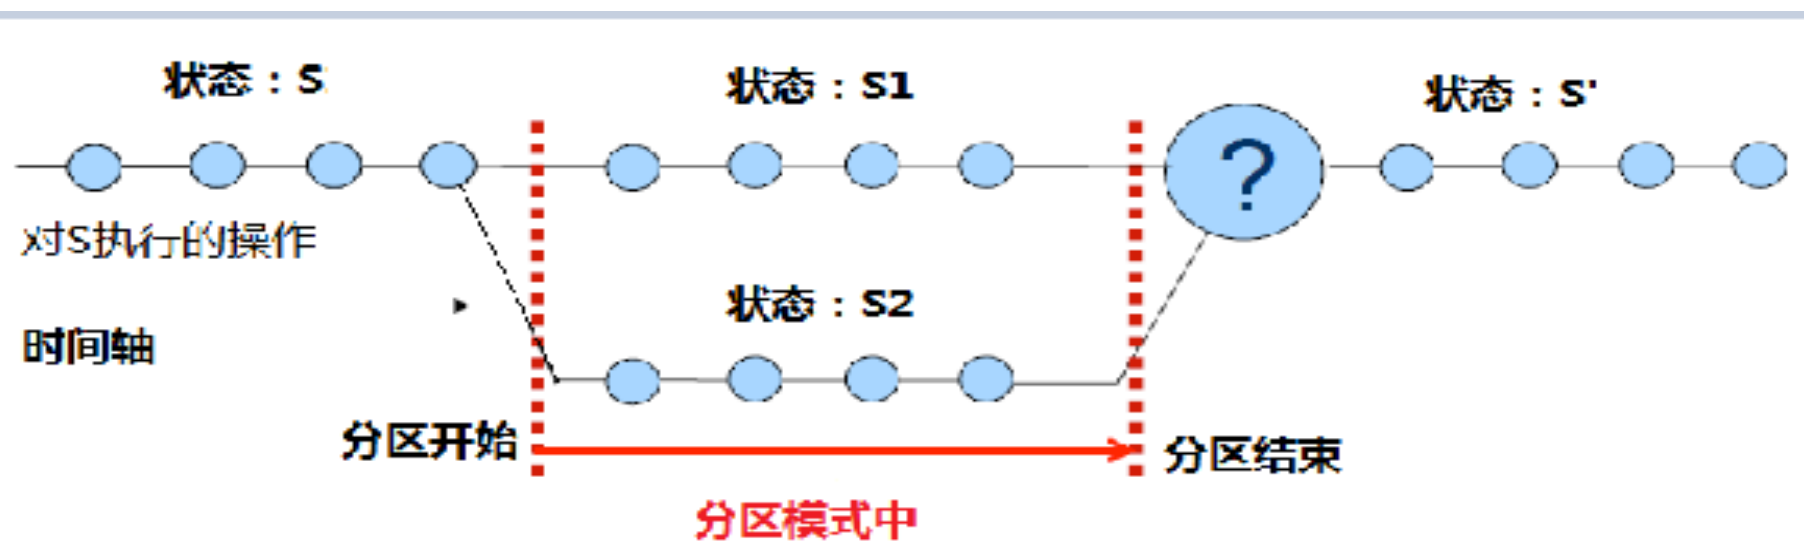 状态：S
状态：S1
状态：S'
?
对S执行的操作
状态：S2
时间轴
分区开始
分区结束
分区模式中